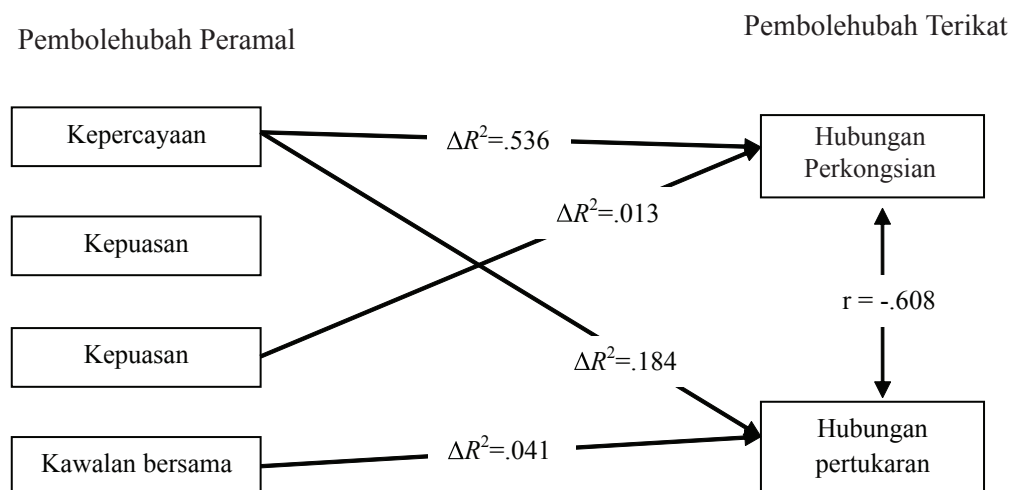 Pembolehubah Peramal
Pembolehubah Terikat
Kepercayaan
ΔR²=.536
Hubungan
Perkongsian
Kepuasan
ΔR²=.013
r = -.608
Kepuasan
ΔR²=.184
Kawalan bersama
ΔR²=.041
Hubungan
pertukaran